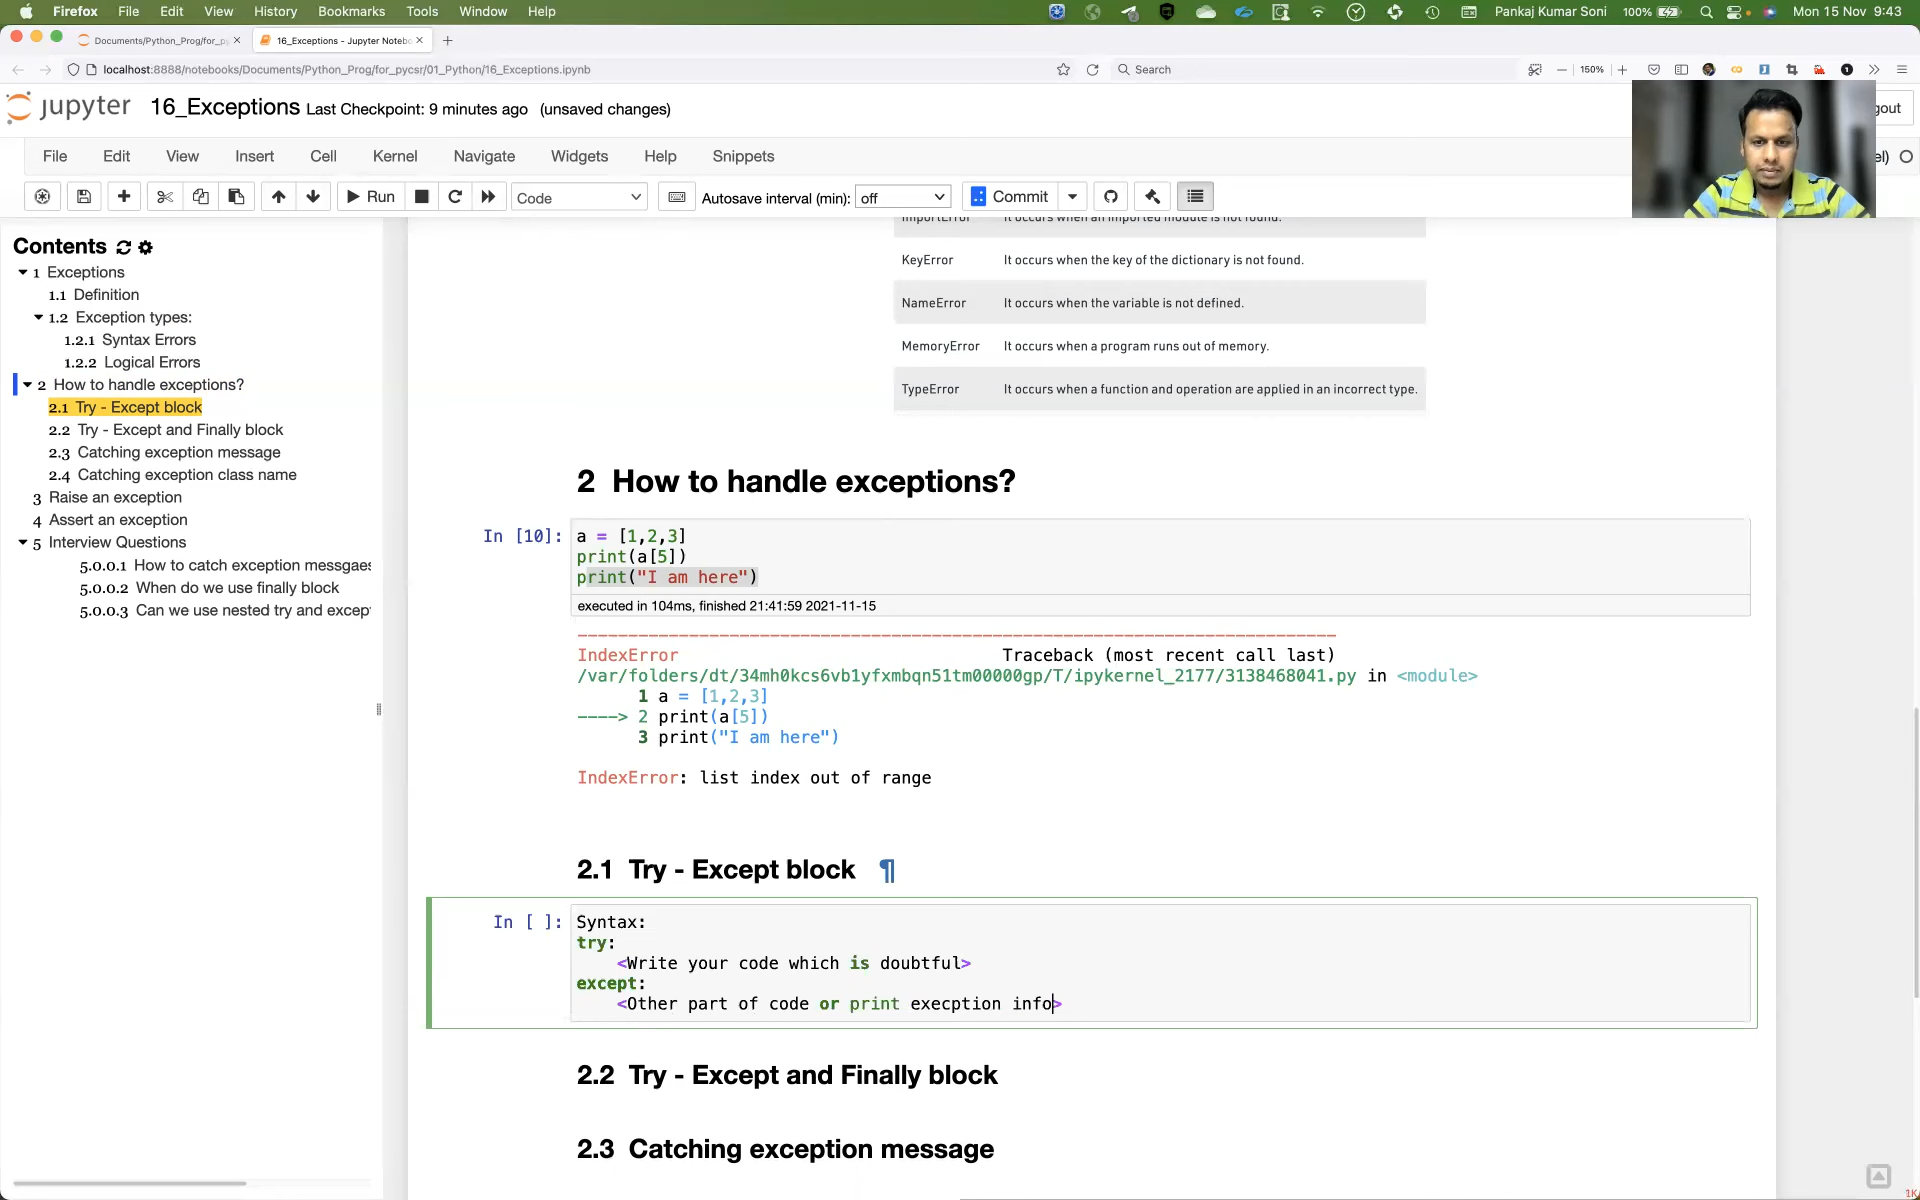 Firefox File Edit View History Bookmarks Tools Window Help Pankaj Kumar Soni 100% Mon 15 Nov 9:43
Documents/Python_Prog/for_py 16_Exceptions - Jupyter Notebo
localhost:8888/notebooks/Documents/Python_Prog/for_pycsr/01_Python/16_Exceptions.ipynb Search 150%
jupyter 16_Exceptions Last Checkpoint: 9 minutes ago (unsaved changes) gout
File Edit View Insert Cell Kernel Navigate Widgets Help Snippets el)
Run Code Autosave interval (min): off Commit
Contents
1 Exceptions
1.1 Definition
1.2 Exception types:
1.2.1 Syntax Errors
1.2.2 Logical Errors
2 How to handle exceptions?
2.1 Try - Except block
2.2 Try - Except and Finally block
2.3 Catching exception message
2.4 Catching exception class name
3 Raise an exception
4 Assert an exception
5 Interview Questions
5.0.0.1 How to catch exception messgaes
5.0.0.2 When do we use finally block
5.0.0.3 Can we use nested try and excep
ImportError It occurs when an imported module is not found.
KeyError It occurs when the key of the dictionary is not found.
NameError It occurs when the variable is not defined.
MemoryError It occurs when a program runs out of memory.
TypeError It occurs when a function and operation are applied in an incorrect type.
2 How to handle exceptions?
In [10]: a = [1,2,3]
print(a[5])
print("I am here")
executed in 104ms, finished 21:41:59 2021-11-15
---------------------------------------------------------------------------
IndexError Traceback (most recent call last)
/var/folders/dt/34mh0kcs6vb1yfxmbqn51tm00000gp/T/ipykernel_2177/3138468041.py in <module>
1 a = [1,2,3]
----> 2 print(a[5])
3 print("I am here")
IndexError: list index out of range
2.1 Try - Except block ¶
In [ ]: Syntax:
try:
<Write your code which is doubtful>
except:
<Other part of code or print execption info>
2.2 Try - Except and Finally block
2.3 Catching exception message
1K